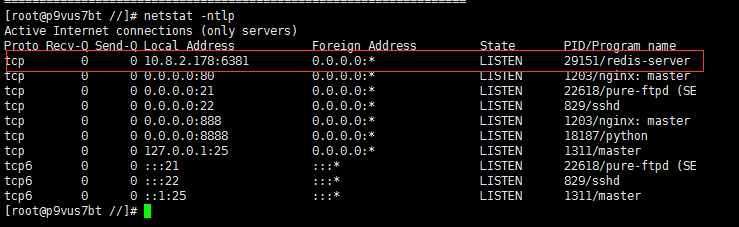 ==================================================================
[root@p9vus7bt //]# netstat -ntlp
Active Internet connections (only servers)
Proto Recv-Q Send-Q Local Address           Foreign Address         State       PID/Program name
tcp        0      0 10.8.2.178:6381         0.0.0.0:*               LISTEN      29151/redis-server
tcp        0      0 0.0.0.0:80              0.0.0.0:*               LISTEN      1203/nginx: master
tcp        0      0 0.0.0.0:21              0.0.0.0:*               LISTEN      22618/pure-ftpd (SE
tcp        0      0 0.0.0.0:22              0.0.0.0:*               LISTEN      829/sshd
tcp        0      0 0.0.0.0:888             0.0.0.0:*               LISTEN      1203/nginx: master
tcp        0      0 0.0.0.0:8888            0.0.0.0:*               LISTEN      18187/python
tcp        0      0 127.0.0.1:25            0.0.0.0:*               LISTEN      1311/master
tcp6       0      0 :::21                   :::*                    LISTEN      22618/pure-ftpd (SE
tcp6       0      0 :::22                   :::*                    LISTEN      829/sshd
tcp6       0      0 ::1:25                  :::*                    LISTEN      1311/master
[root@p9vus7bt //]#